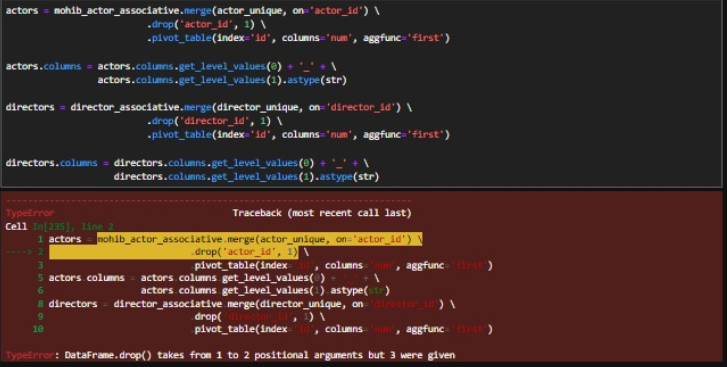 actors = mohib_actor_associative.merge(actor_unique, on='actor_id') \
.drop('actor_id', 1) \
.pivot_table(index='id', columns='num', aggfunc='first')
actors.columns = actors.columns.get_level_values(0) + '_' + \
actors.columns.get_level_values(1).astype(str)
directors = director_associative.merge(director_unique, on='director_id') \
.drop('director_id', 1) \
.pivot_table(index='id', columns='num', aggfunc='first')
directors.columns = directors.columns.get_level_values(0) + '_' + \
directors.columns.get_level_values(1).astype(str)
TypeError Traceback (most recent call last)
Cell In[235], line 2
1 actors = mohib_actor_associative.merge(actor_unique, on='actor_id') \
----> 2 .drop('actor_id', 1) \
3 .pivot_table(index='id', columns='num', aggfunc='first')
5 actors.columns = actors.columns.get_level_values(0) + '_' + \
6 actors.columns.get_level_values(1).astype(str)
8 directors = director_associative.merge(director_unique, on='director_id') \
9 .drop('director_id', 1) \
10 .pivot_table(index='id', columns='num', aggfunc='first')
TypeError: DataFrame.drop() takes from 1 to 2 positional arguments but 3 were given